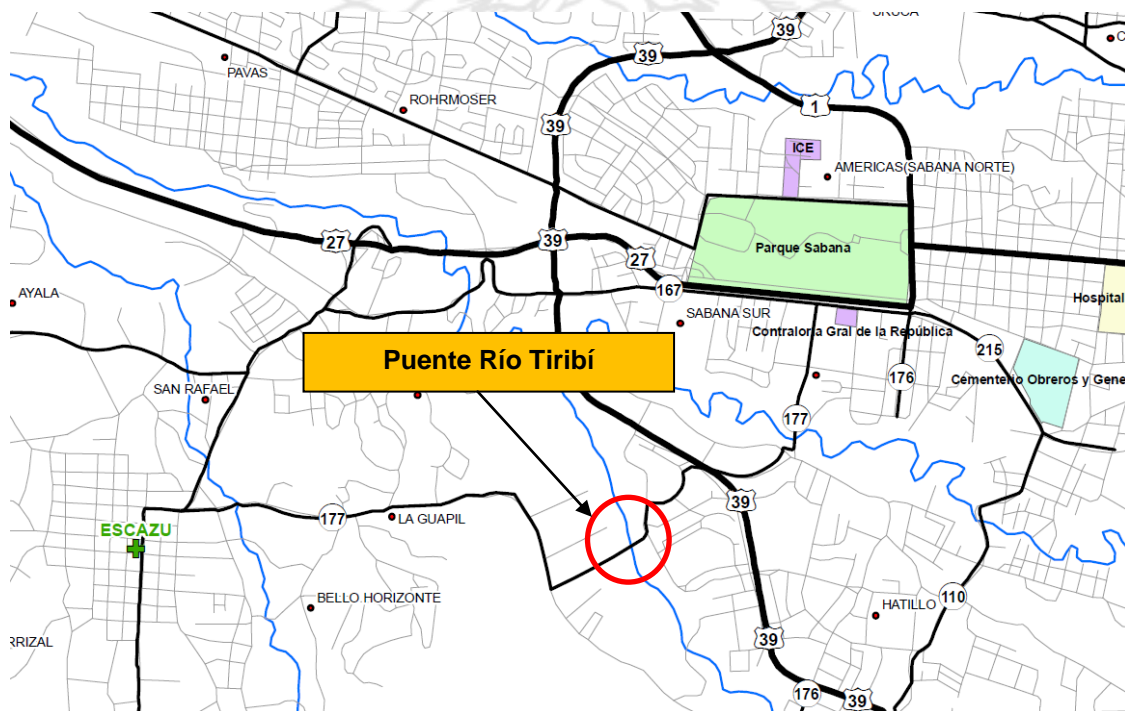 39
URUCA
39
PAVAS
ROHRMOSER
1
39
ICE
AMERICAS(SABANA NORTE)
27
39
Parque Sabana
27
AYALA
167
Hospital
SABANA SUR
Contraloria Gral de la República
215
Puente Río Tiribí
176
Cementerio Obreros y Gene
SAN RAFAEL
177
39
177
LA GUAPIL
ESCAZU
BELLO HORIZONTE
110
HATILLO
39
RRIZAL
176
39